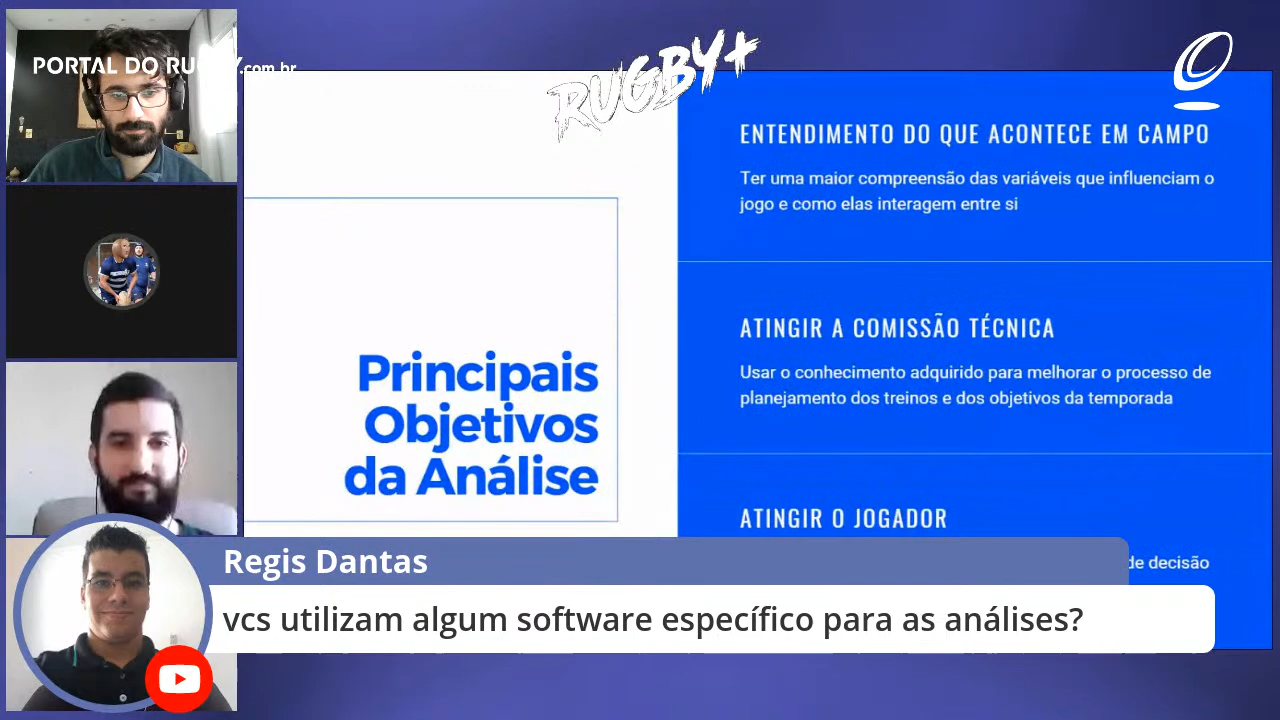 PORTAL DO RUGBY.com.br
RUGBY+
ENTENDIMENTO DO QUE ACONTECE EM CAMPO
Ter uma maior compreensão das variáveis que influenciam o
jogo e como elas interagem entre si
ATINGIR A COMISSÃO TÉCNICA
Usar o conhecimento adquirido para melhorar o processo de
planejamento dos treinos e dos objetivos da temporada
Principais
Objetivos
da Análise
ATINGIR O JOGADOR
de decisão
Regis Dantas
vcs utilizam algum software específico para as análises?